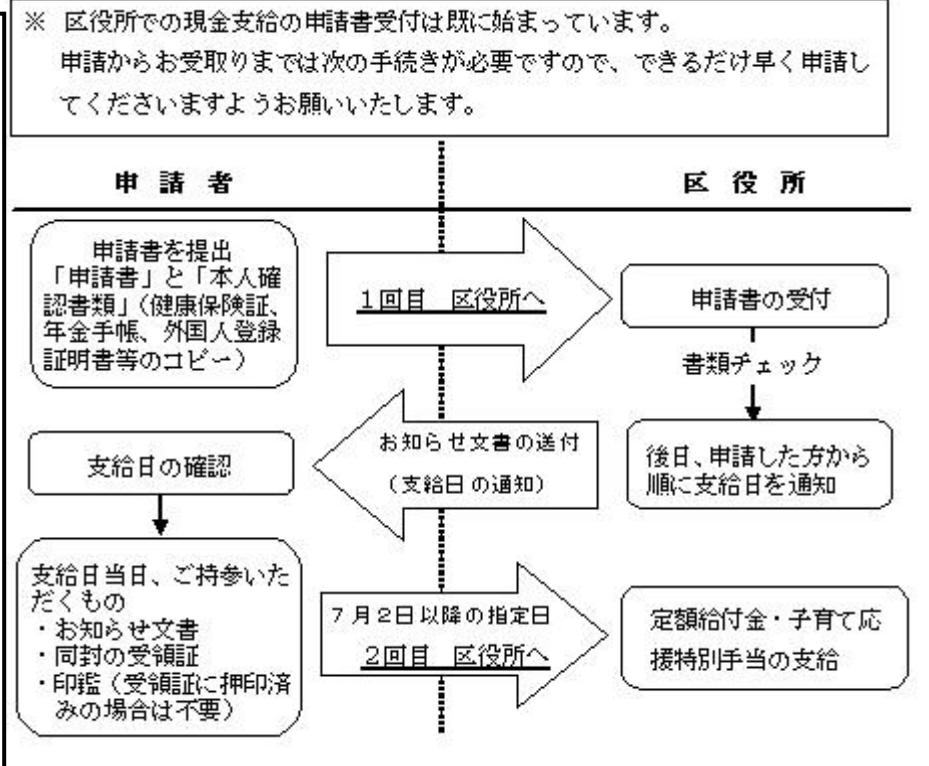 ※ 区役所での現金支給の申請書受付は既に始まっています。
申請からお受取りまでは次の手続きが必要ですので、できるだけ早く申請し
てくださいますようお願いいたします。
申 請 者
区 役 所
申請書を提出
「申請書」と「本人確
認書類」（健康保険証、
年金手帳、外国人登録
証明書等のコピー）
1回目 区役所へ
申請書の受付
書類チェック
後日、申請した方から
順に支給日を通知
お知らせ文書の送付
（支給日の通知）
支給日の確認
支給日当日、ご持参いた
だくもの
・お知らせ文書
・同封の受領証
・印鑑（受領証に押印済
みの場合は不要）
7月2日以降の指定日
2回目 区役所へ
定額給付金・子育て応
援特別手当の支給